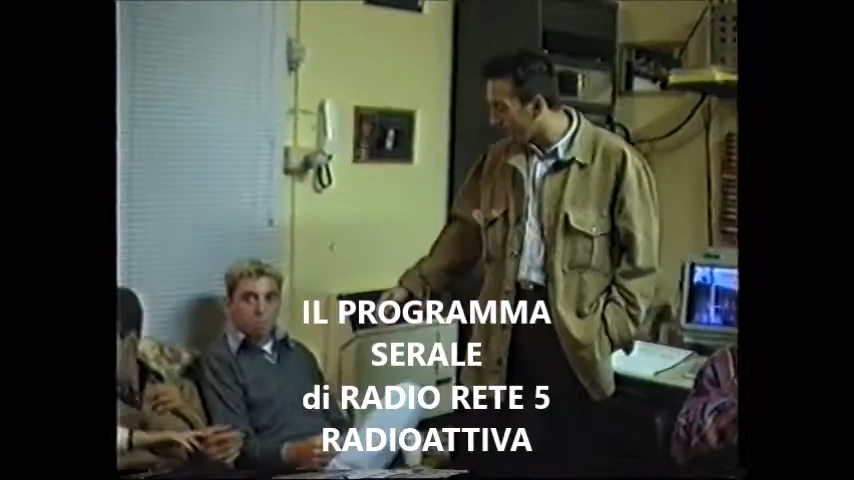 IL PROGRAMMA
SERALE
di RADIO RETE 5
RADIOATTIVA